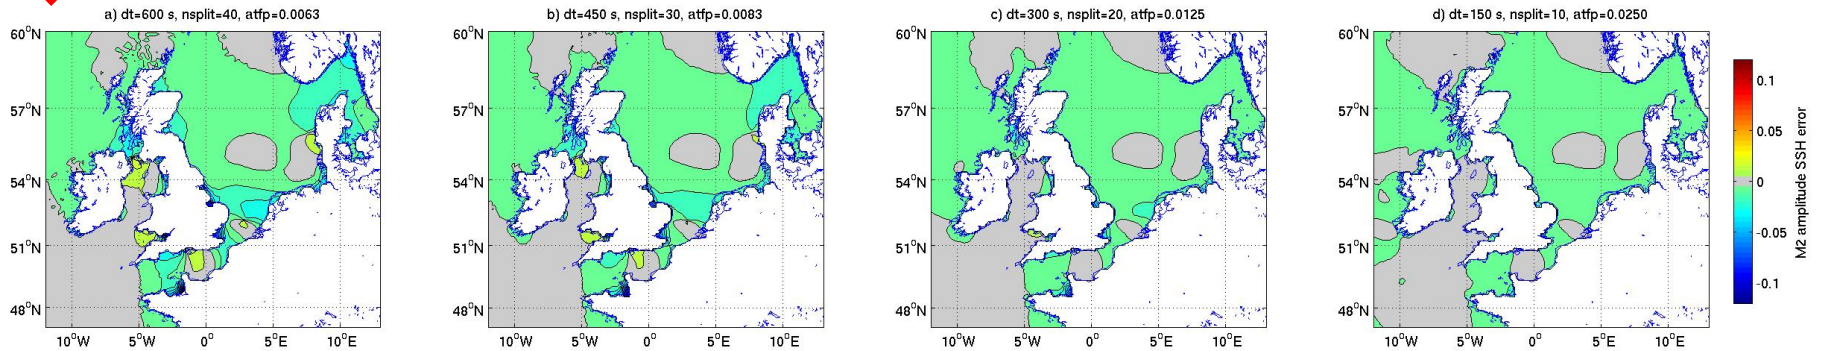 a) dt=600 s, nsplit=40, atfp=0.0063
b) dt=450 s, nsplit=30, atfp=0.0083
c) dt=300 s, nsplit=20, atfp=0.0125
d) dt=150 s, nsplit=10, atfp=0.0250
60°N
57°N
54°N
51°N
48°N
10°W
5°W
0°
5°E
10°E
60°N
57°N
54°N
51°N
48°N
10°W
5°W
0°
5°E
10°E
60°N
57°N
54°N
51°N
48°N
10°W
5°W
0°
5°E
10°E
60°N
57°N
54°N
51°N
48°N
10°W
5°W
0°
5°E
10°E
0.1
0.05
0
-0.05
-0.1
M2 amplitude SSH error